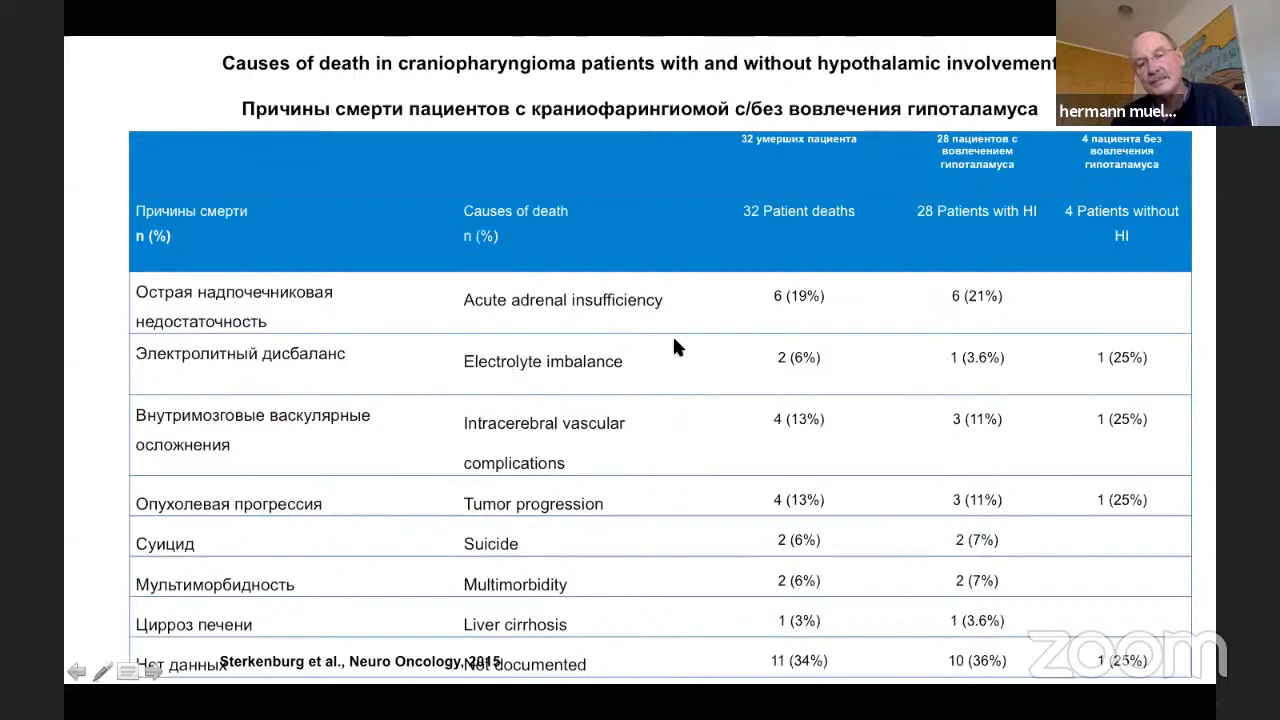 Causes of death in craniopharyngioma patients with and without hypothalamic involvement
Причины смерти пациентов с краниофарингиомой с/без вовлечения гипоталамуса
hermann muel...
32 умерших пациента
28 пациентов с
вовлечением
гипоталамуса
4 пациента без
вовлечения
гипоталамуса
Причины смерти
n (%)
Causes of death
n (%)
32 Patient deaths
28 Patients with HI
4 Patients without
HI
Острая надпочечниковая
недостаточность
Acute adrenal insufficiency
6 (19%)
6 (21%)
Электролитный дисбаланс
Electrolyte imbalance
2 (6%)
1 (3.6%)
1 (25%)
Внутримозговые васкулярные
осложнения
Intracerebral vascular
complications
4 (13%)
3 (11%)
1 (25%)
Опухолевая прогрессия
Tumor progression
4 (13%)
3 (11%)
1 (25%)
Суицид
Suicide
2 (6%)
2 (7%)
Мультиморбидность
Multimorbidity
2 (6%)
2 (7%)
Цирроз печени
Liver cirrhosis
1 (3%)
1 (3.6%)
Нет данных
Sterkenburg et al., Neuro Oncology, 2015
Not documented
11 (34%)
10 (36%)
1 (25%)
zoom